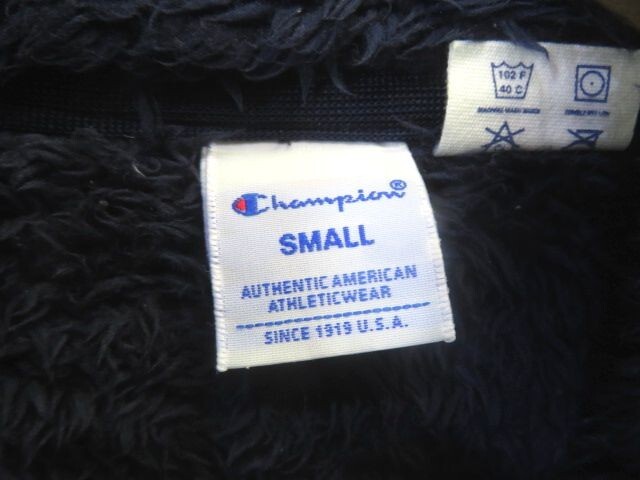 Champion®
SMALL
AUTHENTIC AMERICAN
ATHLETICWEAR
SINCE 1919 U.S.A.
102 F
40 C